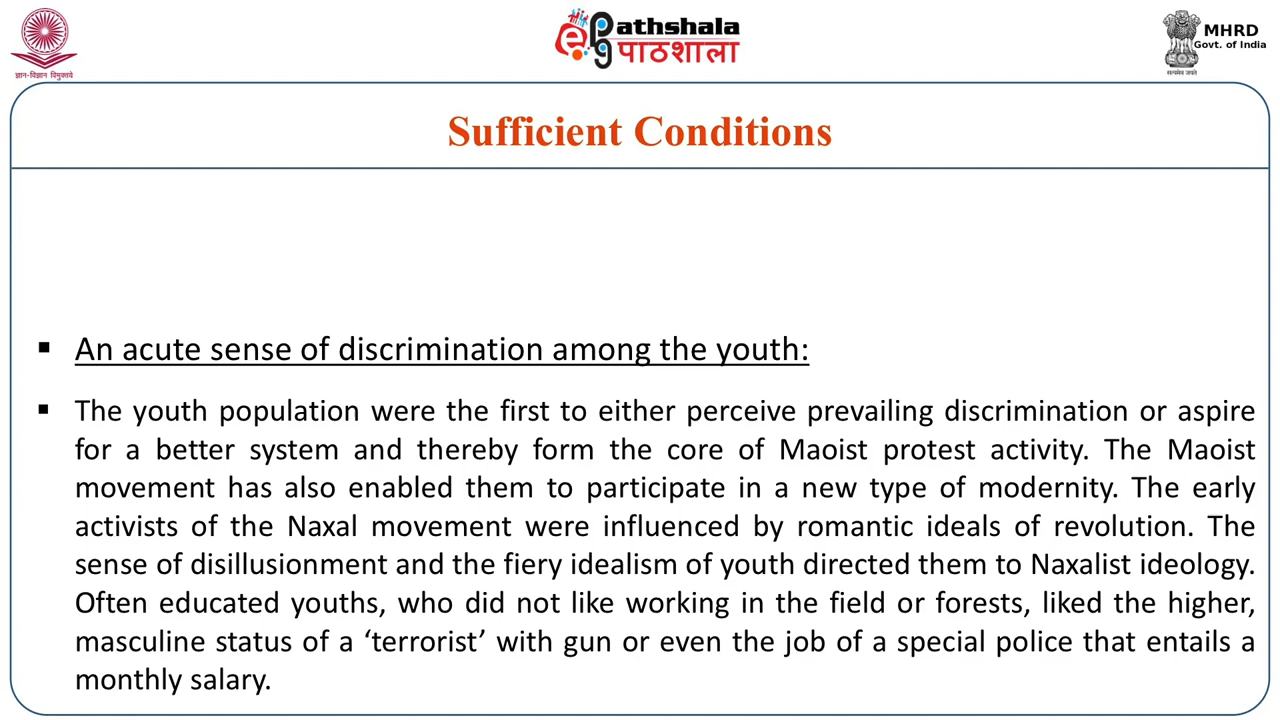 ज्ञान-विज्ञान विमुक्तये
ePG Pathshala
पाठशाला
MHRD
Govt. of India
सत्यमेव जयते
Sufficient Conditions
▪ An acute sense of discrimination among the youth:
▪ The youth population were the first to either perceive prevailing discrimination or aspire
for a better system and thereby form the core of Maoist protest activity. The Maoist
movement has also enabled them to participate in a new type of modernity. The early
activists of the Naxal movement were influenced by romantic ideals of revolution. The
sense of disillusionment and the fiery idealism of youth directed them to Naxalist ideology.
Often educated youths, who did not like working in the field or forests, liked the higher,
masculine status of a ‘terrorist’ with gun or even the job of a special police that entails a
monthly salary.